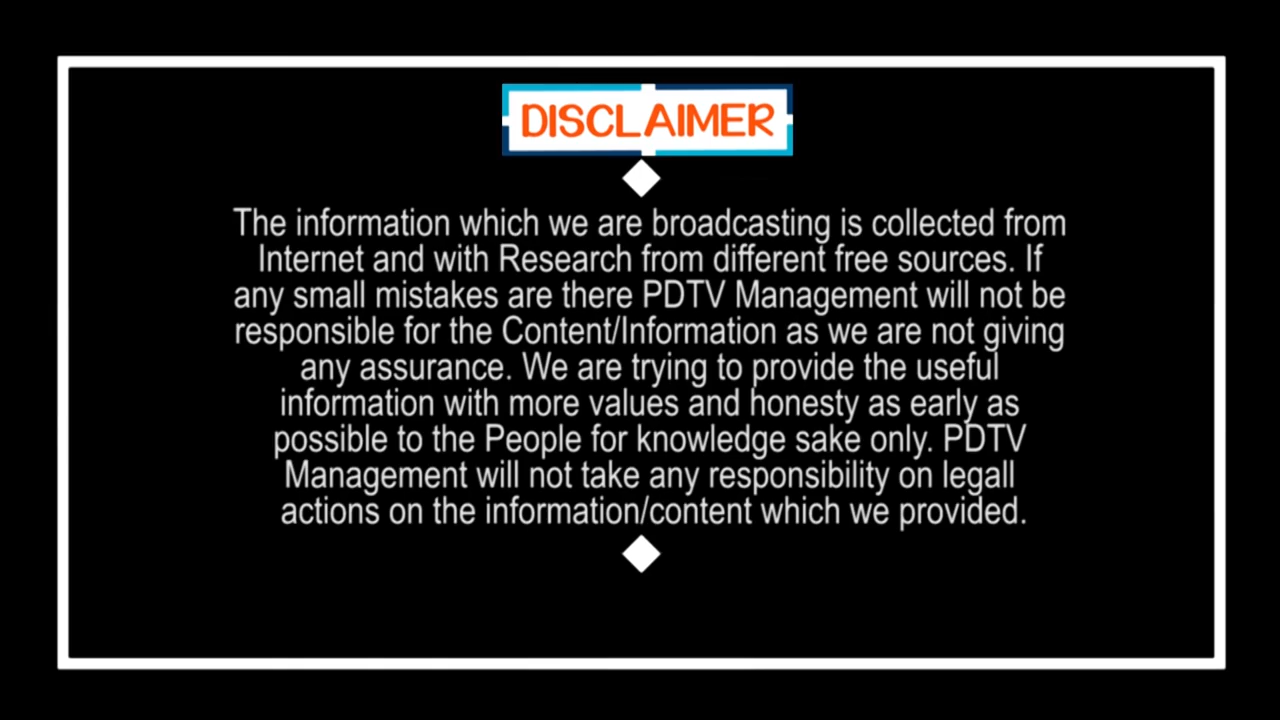 DISCLAIMER
The information which we are broadcasting is collected from
Internet and with Research from different free sources. If
any small mistakes are there PDTV Management will not be
responsible for the Content/Information as we are not giving
any assurance. We are trying to provide the useful
information with more values and honesty as early as
possible to the People for knowledge sake only. PDTV
Management will not take any responsibility on legall
actions on the information/content which we provided.